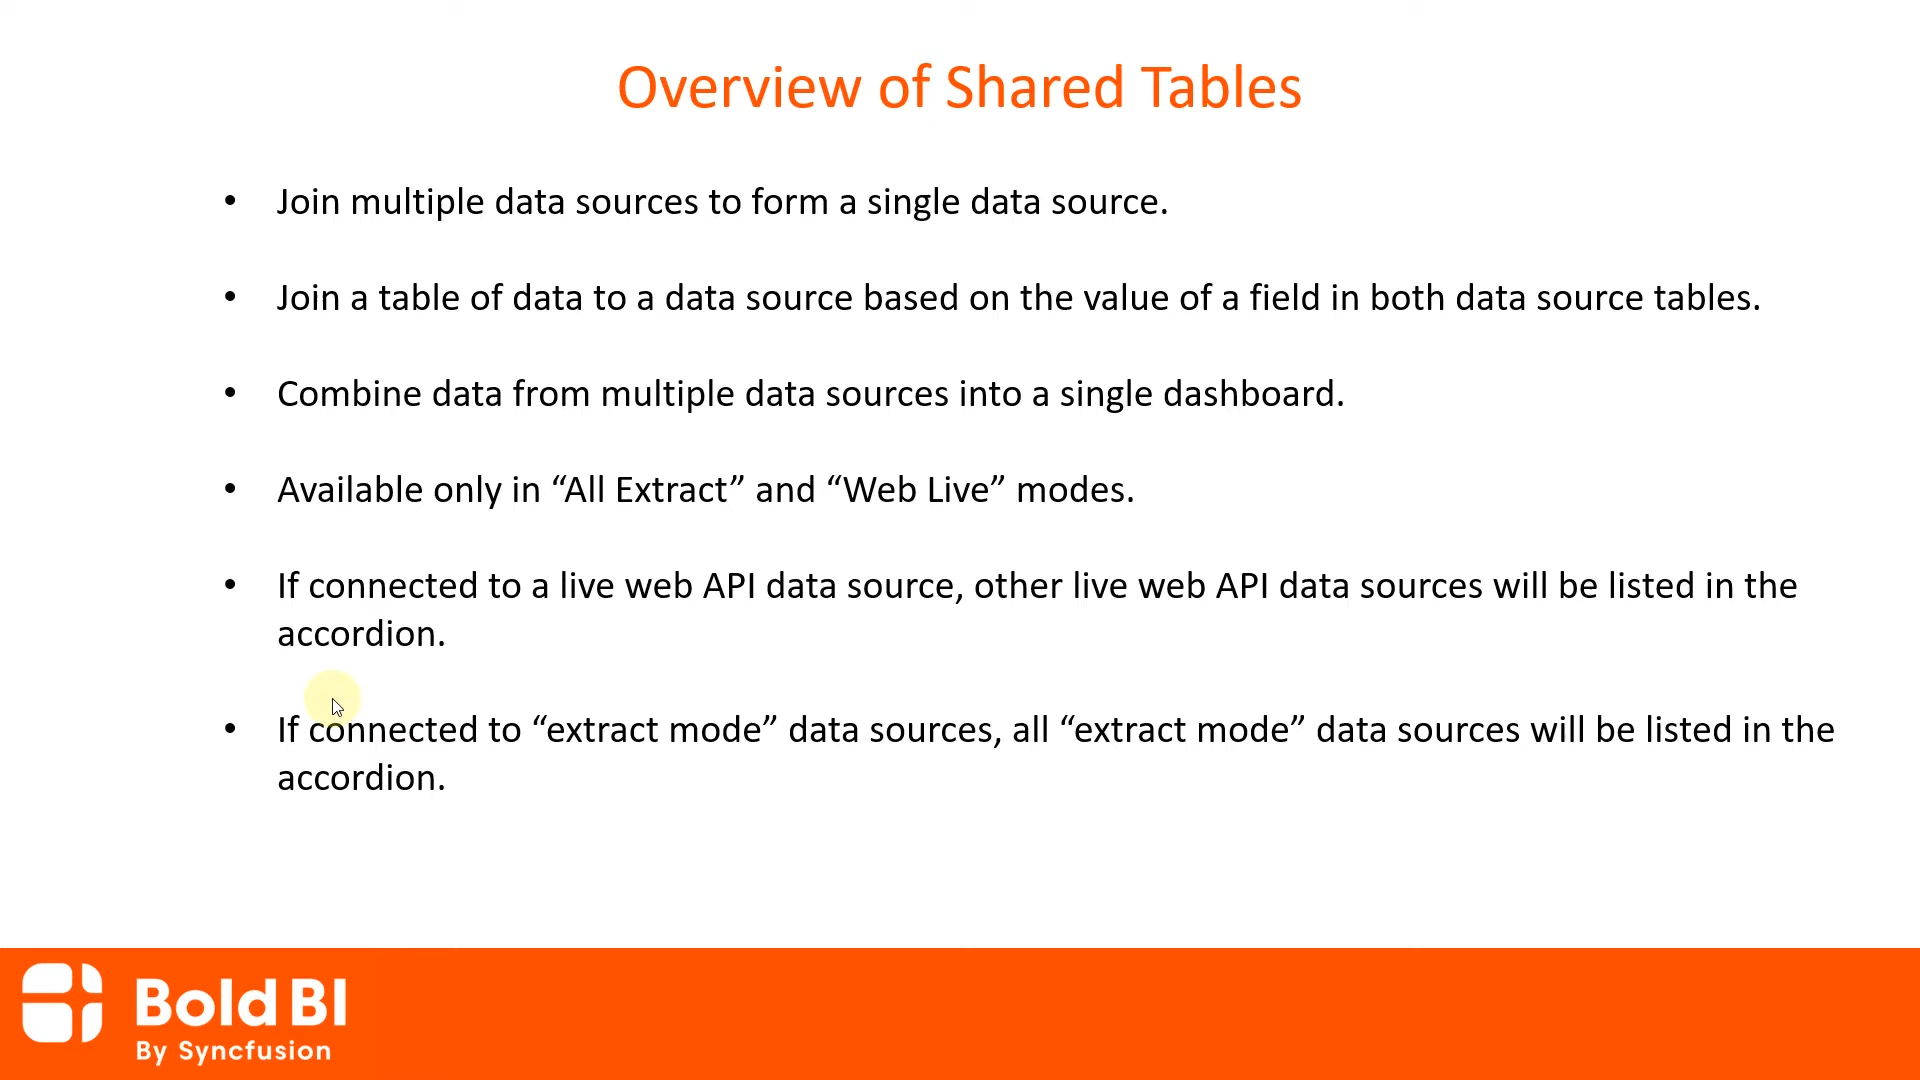 Overview of Shared Tables
• Join multiple data sources to form a single data source.
• Join a table of data to a data source based on the value of a field in both data source tables.
• Combine data from multiple data sources into a single dashboard.
• Available only in “All Extract” and “Web Live” modes.
• If connected to a live web API data source, other live web API data sources will be listed in the
accordion.
• If connected to “extract mode” data sources, all “extract mode” data sources will be listed in the
accordion.
Bold BI
By Syncfusion